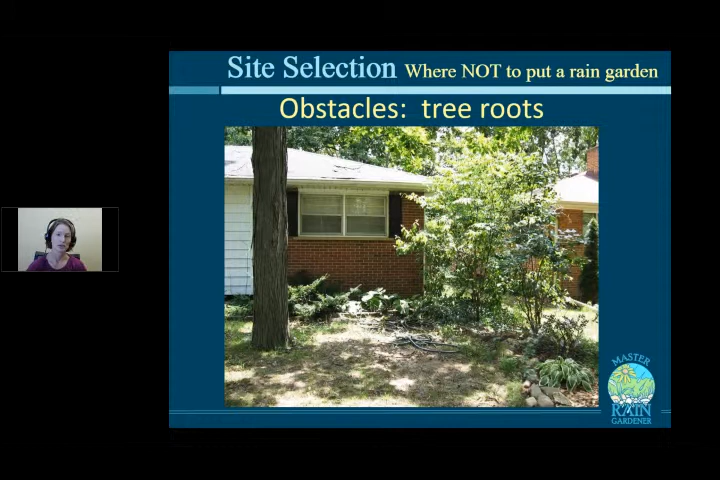 Site Selection Where NOT to put a rain garden
Obstacles: tree roots
MASTER
RAIN
GARDENER